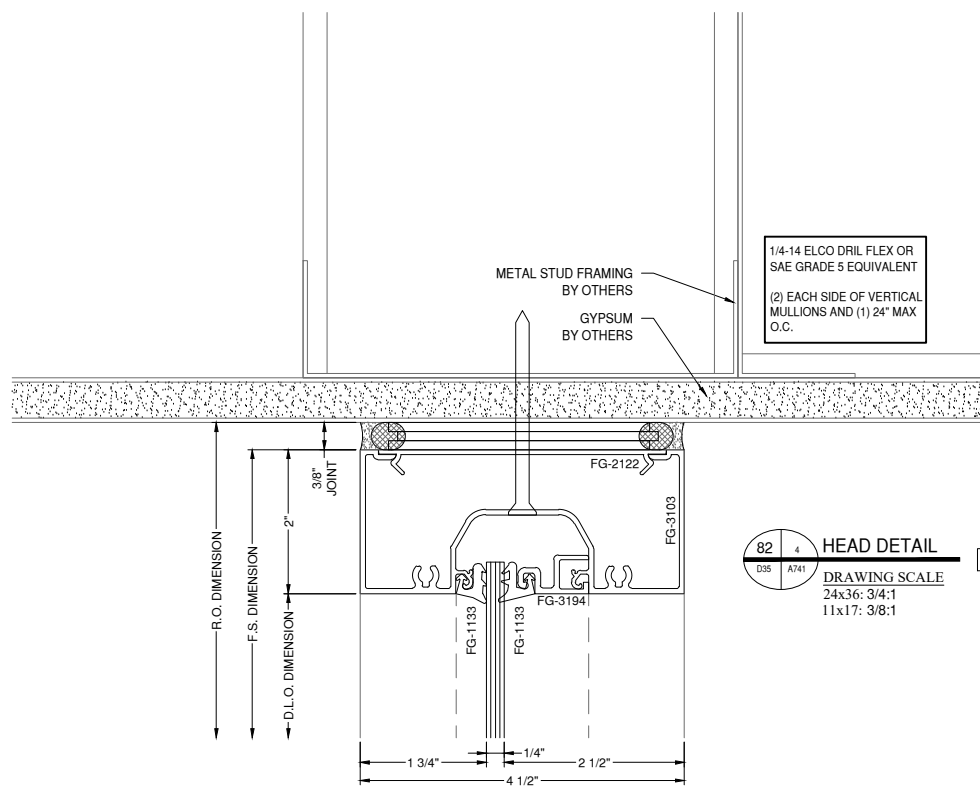 1/4-14 ELCO DRIL FLEX OR
SAE GRADE 5 EQUIVALENT
(2) EACH SIDE OF VERTICAL
MULLIONS AND (1) 24" MAX
O.C.
METAL STUD FRAMING
BY OTHERS
GYPSUM
BY OTHERS
3/8"
JOINT
FG-2122
2"
FG-3103
R.O. DIMENSION
F.S. DIMENSION
D.L.O. DIMENSION
FG-1133
FG-1133
FG-3194
82
4
D35
A741
HEAD DETAIL
DRAWING SCALE
24x36: 3/4:1
11x17: 3/8:1
1/4"
1 3/4"
2 1/2"
4 1/2"